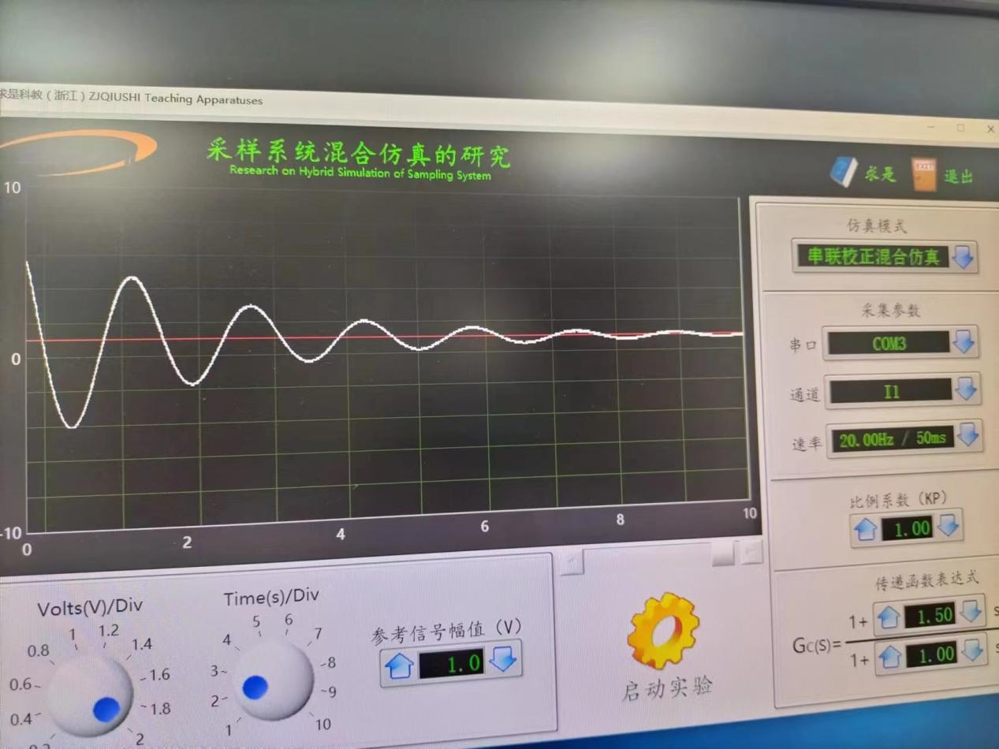 求是科教（浙江）ZJQIUSHI Teaching Apparatuses
采样系统混合仿真的研究
Research on Hybrid Simulation of Sampling System
求是
EXIT
退出
10
0
-10
0
2
4
6
8
10
仿真模式
串联校正混合仿真
采集参数
串口
COM3
通道
I1
速率
20.00Hz / 50ms
比例系数（KP）
1.00
传递函数表达式
Gc(s)=
1+ 1.50 s
1+ 1.00 s
Volts(V)/Div
0.4
0.6
0.8
1
1.2
1.4
1.6
1.8
2
Time(s)/Div
1
2
3
4
5
6
7
8
9
10
参考信号幅值（V）
1.0
启动实验